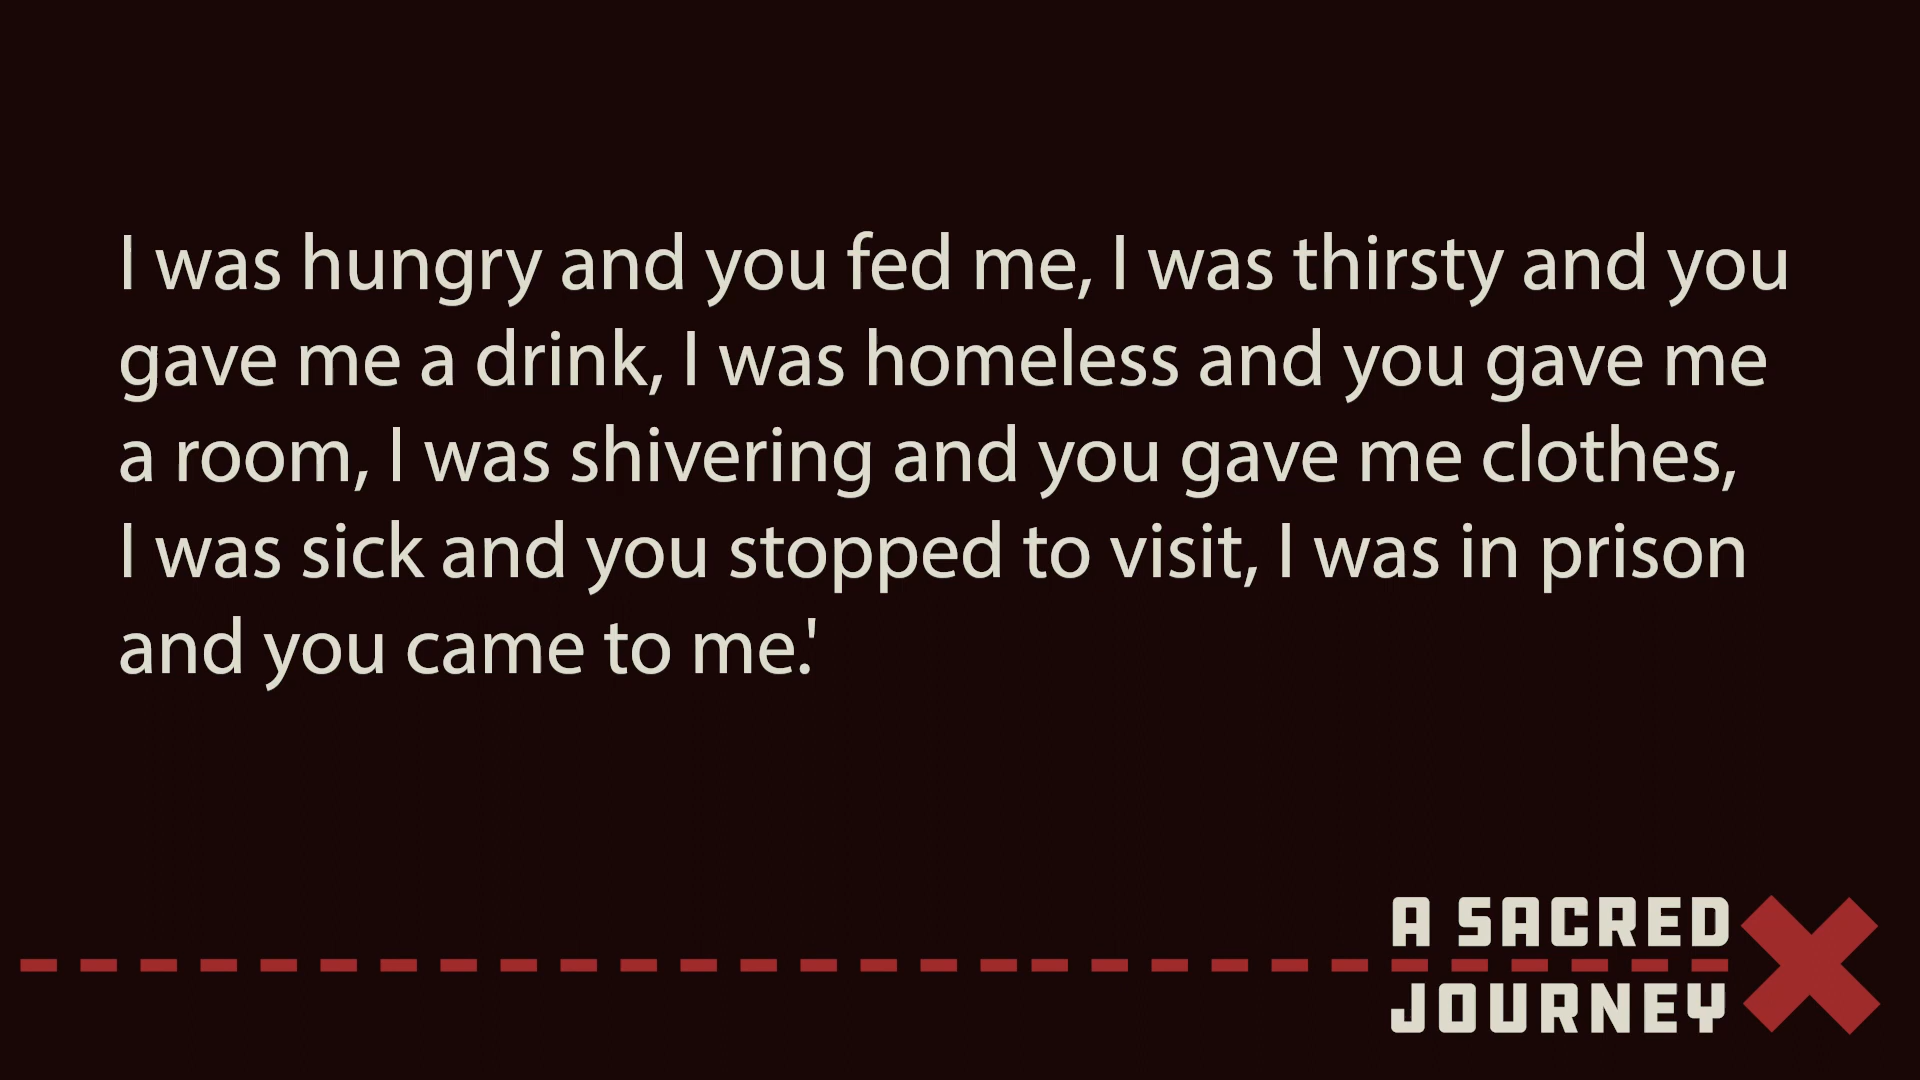 I was hungry and you fed me, I was thirsty and you
gave me a drink, I was homeless and you gave me
a room, I was shivering and you gave me clothes,
I was sick and you stopped to visit, I was in prison
and you came to me.'
A SACRED
JOURNEY